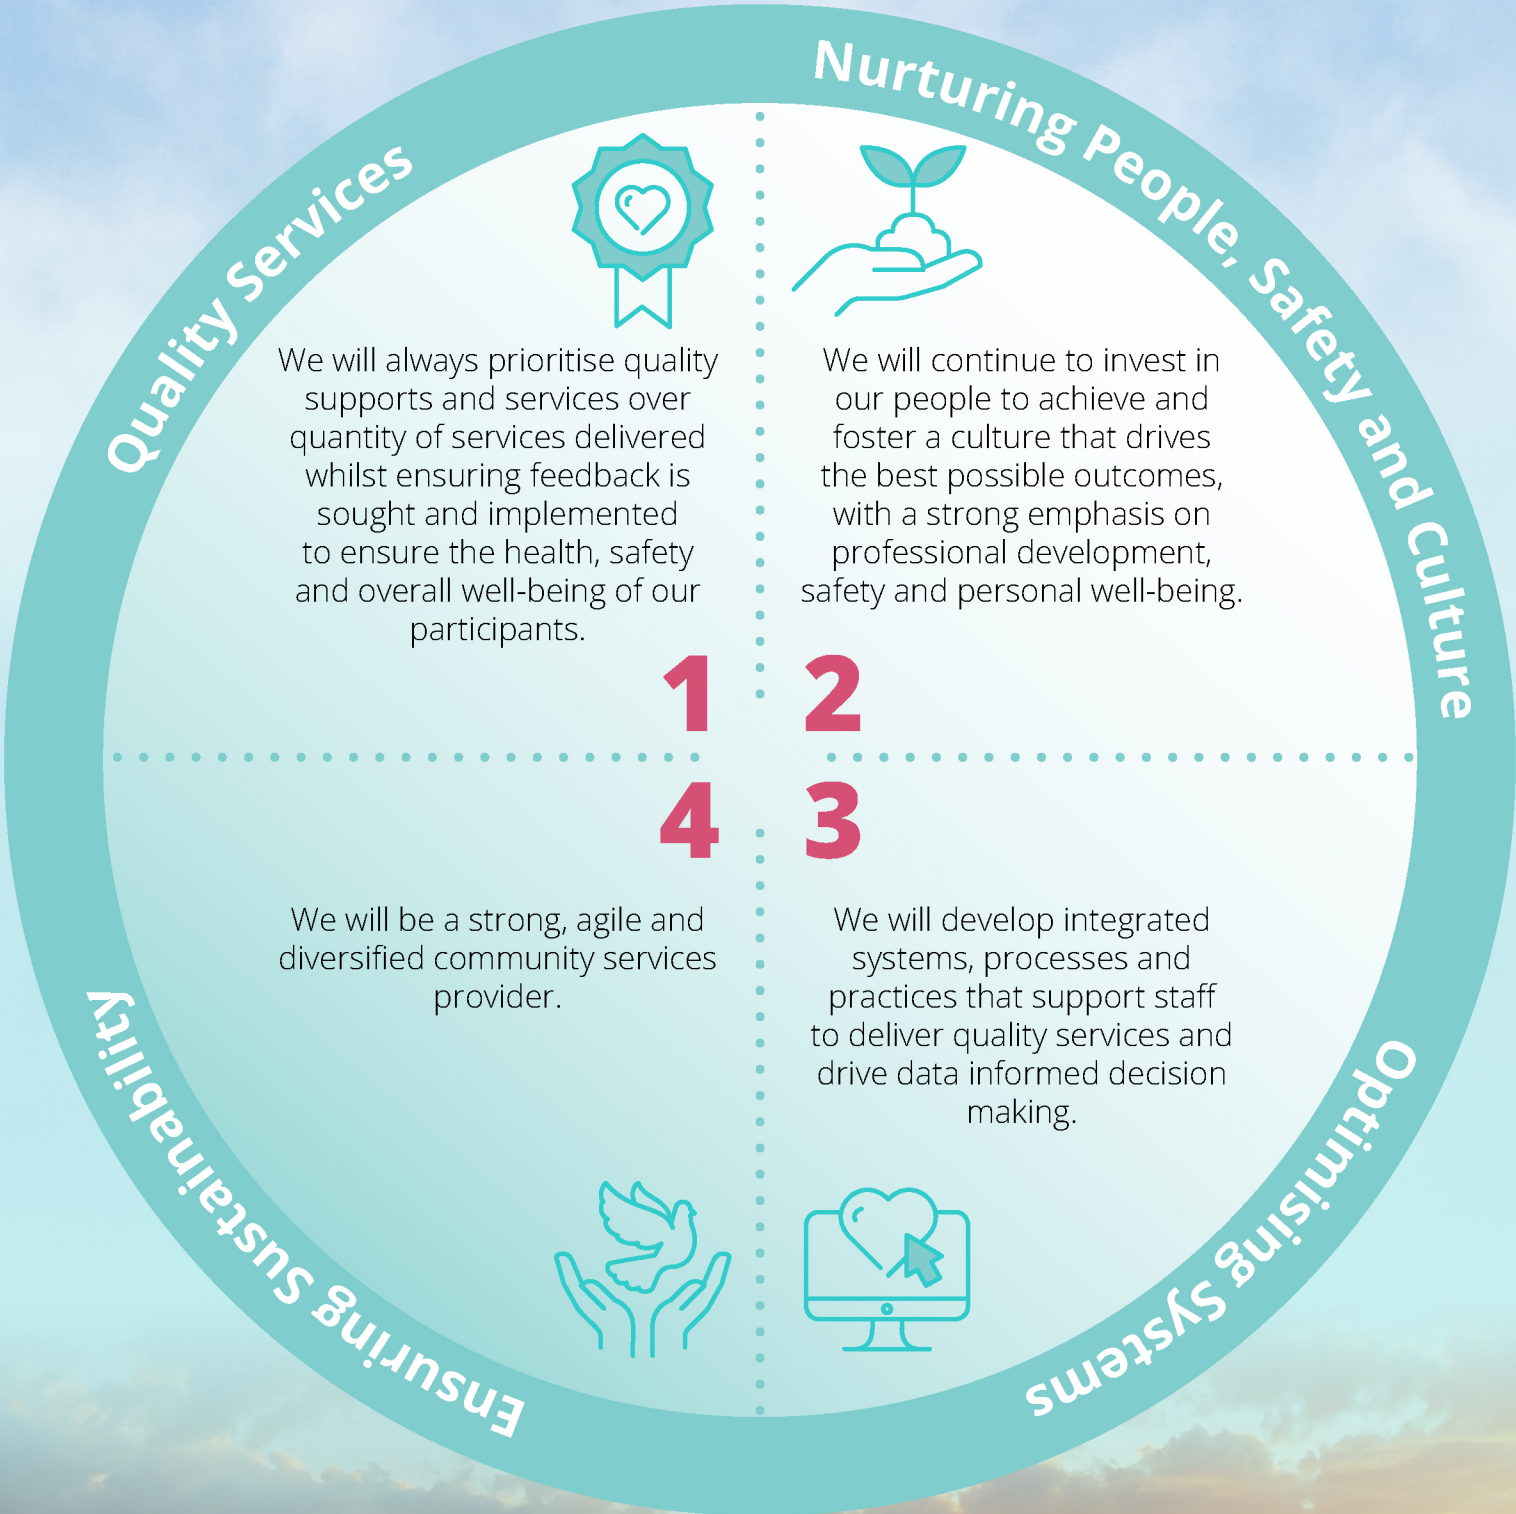 Quality Services
We will always prioritise quality
supports and services over
quantity of services delivered
whilst ensuring feedback is
sought and implemented
to ensure the health, safety
and overall well-being of our
participants.
1
Nurturing People, Safety and Culture
We will continue to invest in
our people to achieve and
foster a culture that drives
the best possible outcomes,
with a strong emphasis on
professional development,
safety and personal well-being.
2
3
We will develop integrated
systems, processes and
practices that support staff
to deliver quality services and
drive data informed decision
making.
Optimising Systems
4
We will be a strong, agile and
diversified community services
provider.
Ensuring Sustainability